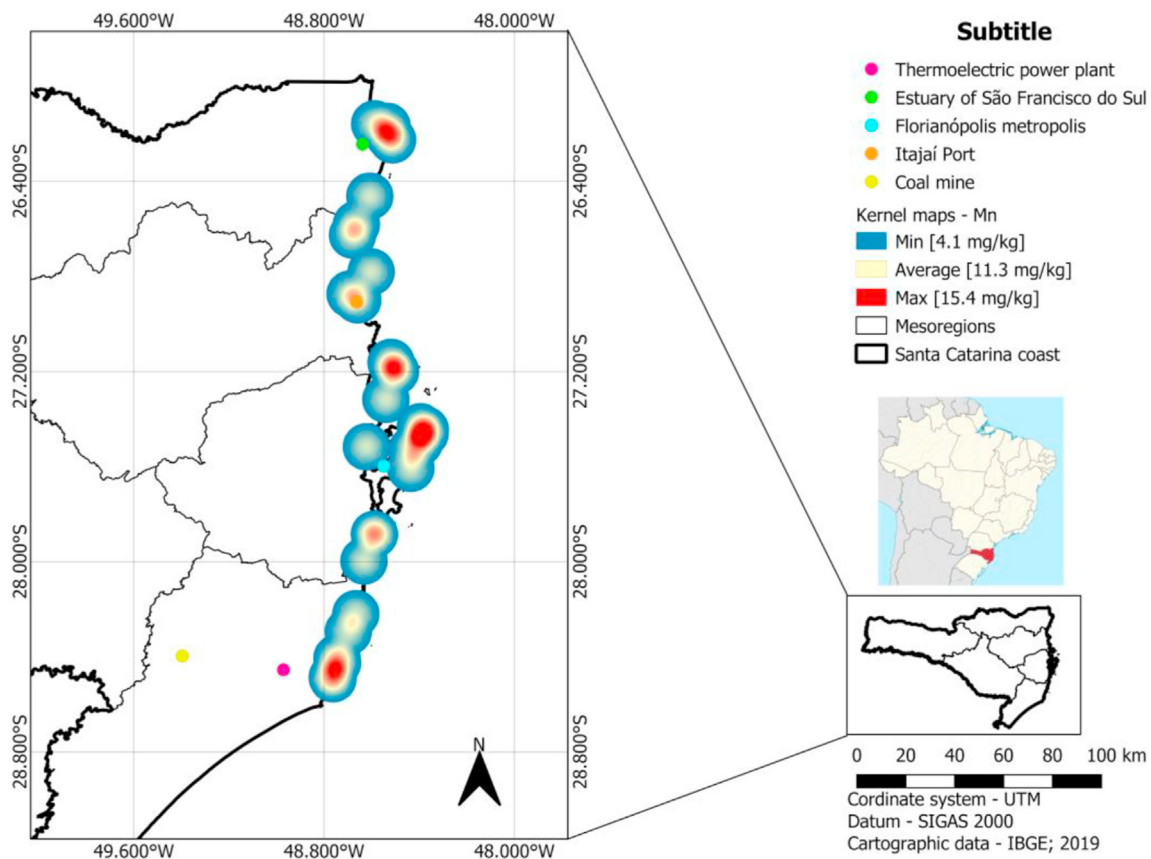 49.600°W 48.800°W 48.000°W
26.400°S 26.400°S
27.200°S 27.200°S
28.000°S 28.000°S
28.800°S 28.800°S
N
49.600°W 48.800°W 48.000°W
Subtitle
Thermoelectric power plant
Estuary of São Francisco do Sul
Florianópolis metropolis
Itajaí Port
Coal mine
Kernel maps - Mn
Min [4.1 mg/kg]
Average [11.3 mg/kg]
Max [15.4 mg/kg]
Mesoregions
Santa Catarina coast
0 20 40 60 80 100 km
Cordinate system - UTM
Datum - SIGAS 2000
Cartographic data - IBGE; 2019